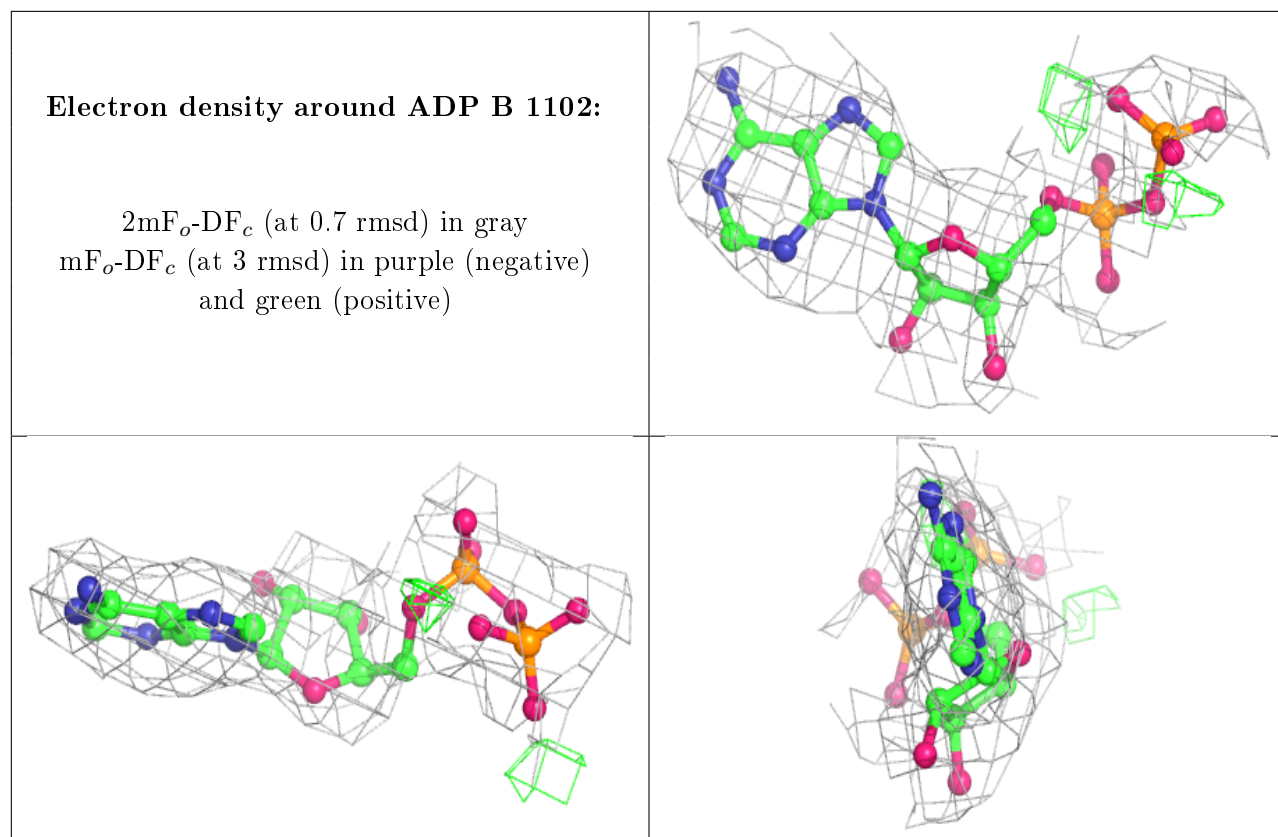 Electron density around ADP B 1102:
2mFo-DFc (at 0.7 rmsd) in gray
mFo-DFc (at 3 rmsd) in purple (negative)
and green (positive)